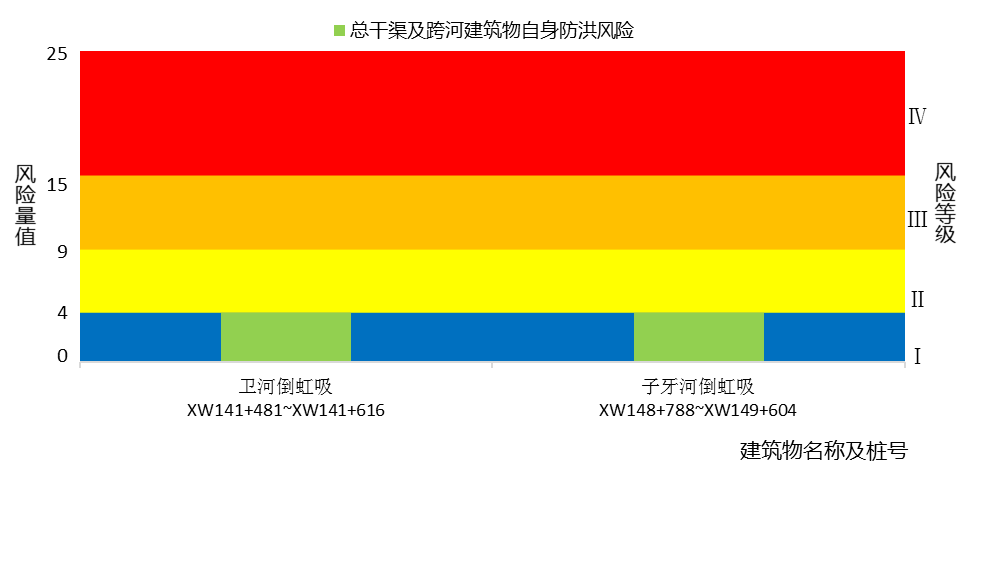 总干渠及跨河建筑物自身防洪风险
25
15
9
4
0
风险量值
Ⅳ
Ⅲ
Ⅱ
Ⅰ
风险等级
卫河倒虹吸
XW141+481~XW141+616
子牙河倒虹吸
XW148+788~XW149+604
建筑物名称及桩号